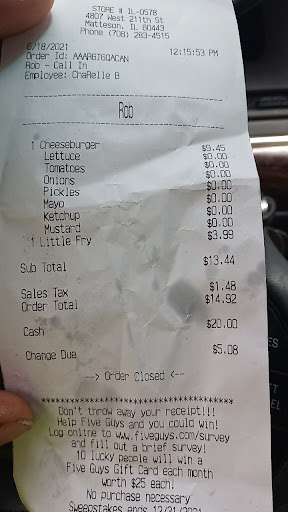 STORE # IL-0578
4807 West 211th St
Matteson, IL 60443
Phone (708) 283-4515
6/18/2021 12:15:53 PM
Order Id: AAAR6T6QACAN
Rob - Call In
Employee: ChaRelle B
Rob
1 Cheeseburger $9.45
Lettuce $0.00
Tomatoes $0.00
Onions $0.00
Pickles $0.00
Mayo $0.00
Ketchup $0.00
Mustard $0.00
1 Little Fry $3.99
Sub Total $13.44
Sales Tax $1.48
Order Total $14.92
Cash $20.00
Change Due $5.08
--> Order Closed <--
****************************************
Don't throw away your receipt!!!
Help Five Guys and you could win!
Log online to www.fiveguys.com/survey
and fill out a brief survey!
10 lucky people will win a
Five Guys Gift Card each month
worth $25 each!
No purchase necessary
Sweepstakes ends 12/31/2021